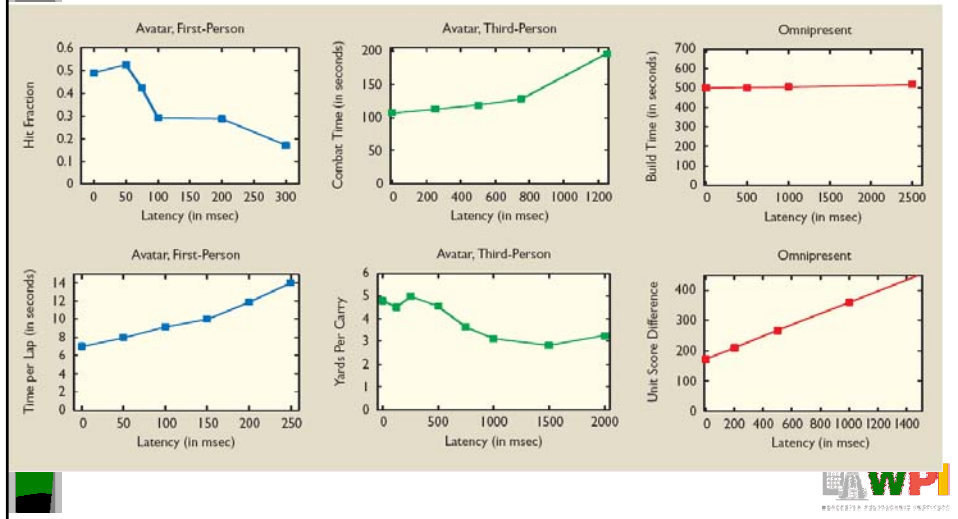 Avatar, First-Person
0.6
0.5
0.4
0.3
0.2
0.1
0
Hit Fraction
0 50 100 150 200 250 300
Latency (in msec)
Avatar, Third-Person
200
150
100
50
0
Combat Time (in seconds)
0 200 400 600 800 1000 1200
Latency (in msec)
Omnipresent
700
600
500
400
300
200
100
0
Build Time (in seconds)
0 500 1000 1500 2000 2500
Latency (in msec)
Avatar, First-Person
14
12
10
8
6
4
2
0
Time per Lap (in seconds)
0 50 100 150 200 250
Latency (in msec)
Avatar, Third-Person
6
5
4
3
2
1
0
Yards Per Carry
0 500 1000 1500 2000
Latency (in msec)
Omnipresent
400
300
200
100
0
Unit Score Difference
0 200 400 600 800 1000 1200 1400
Latency (in msec)
WPI